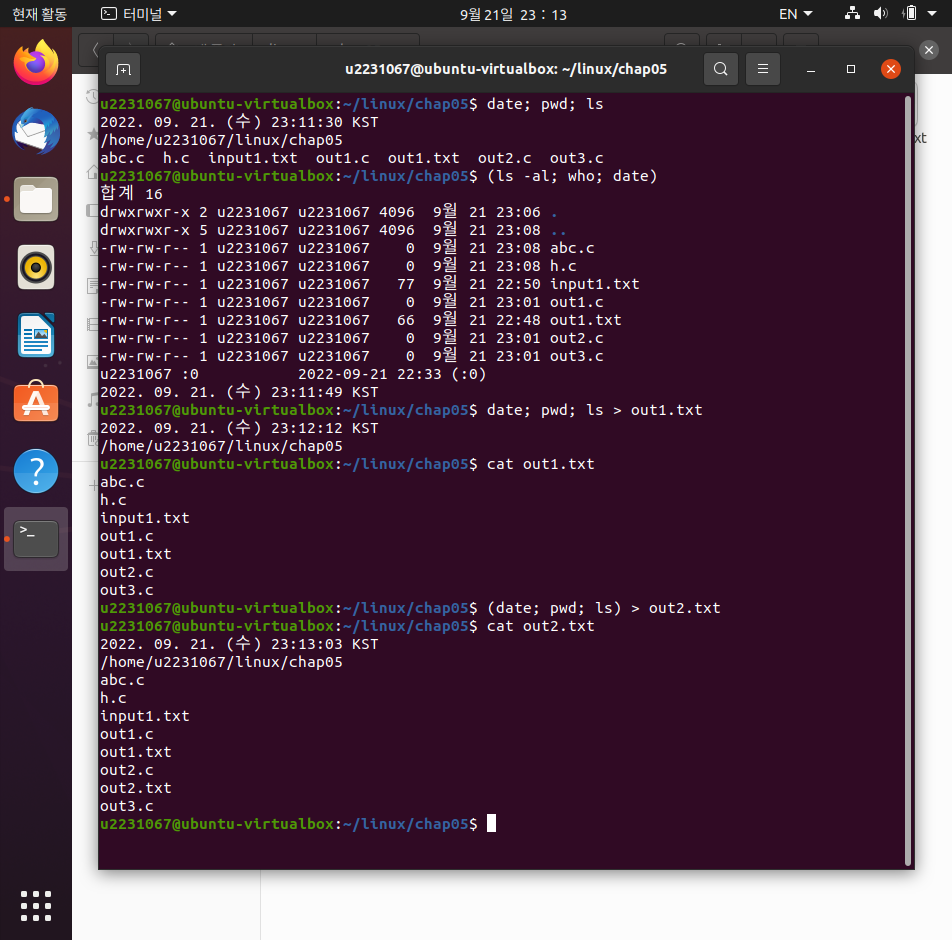 현재 활동 터미널 9월 21일 23 : 13 EN
u2231067@ubuntu-virtualbox: ~/linux/chap05
u2231067@ubuntu-virtualbox:~/linux/chap05$ date; pwd; ls
2022. 09. 21. (수) 23:11:30 KST
/home/u2231067/linux/chap05
abc.c  h.c  input1.txt  out1.c  out1.txt  out2.c  out3.c
u2231067@ubuntu-virtualbox:~/linux/chap05$ (ls -al; who; date)
합계 16
drwxrwxr-x 2 u2231067 u2231067 4096  9월 21 23:06 .
drwxrwxr-x 5 u2231067 u2231067 4096  9월 21 23:08 ..
-rw-rw-r-- 1 u2231067 u2231067    0  9월 21 23:08 abc.c
-rw-rw-r-- 1 u2231067 u2231067    0  9월 21 23:08 h.c
-rw-rw-r-- 1 u2231067 u2231067   77  9월 21 22:50 input1.txt
-rw-rw-r-- 1 u2231067 u2231067    0  9월 21 23:01 out1.c
-rw-rw-r-- 1 u2231067 u2231067   66  9월 21 22:48 out1.txt
-rw-rw-r-- 1 u2231067 u2231067    0  9월 21 23:01 out2.c
-rw-rw-r-- 1 u2231067 u2231067    0  9월 21 23:01 out3.c
u2231067 :0           2022-09-21 22:33 (:0)
2022. 09. 21. (수) 23:11:49 KST
u2231067@ubuntu-virtualbox:~/linux/chap05$ date; pwd; ls > out1.txt
2022. 09. 21. (수) 23:12:12 KST
/home/u2231067/linux/chap05
u2231067@ubuntu-virtualbox:~/linux/chap05$ cat out1.txt
abc.c
h.c
input1.txt
out1.c
out1.txt
out2.c
out3.c
u2231067@ubuntu-virtualbox:~/linux/chap05$ (date; pwd; ls) > out2.txt
u2231067@ubuntu-virtualbox:~/linux/chap05$ cat out2.txt
2022. 09. 21. (수) 23:13:03 KST
/home/u2231067/linux/chap05
abc.c
h.c
input1.txt
out1.c
out1.txt
out2.c
out2.txt
out3.c
u2231067@ubuntu-virtualbox:~/linux/chap05$